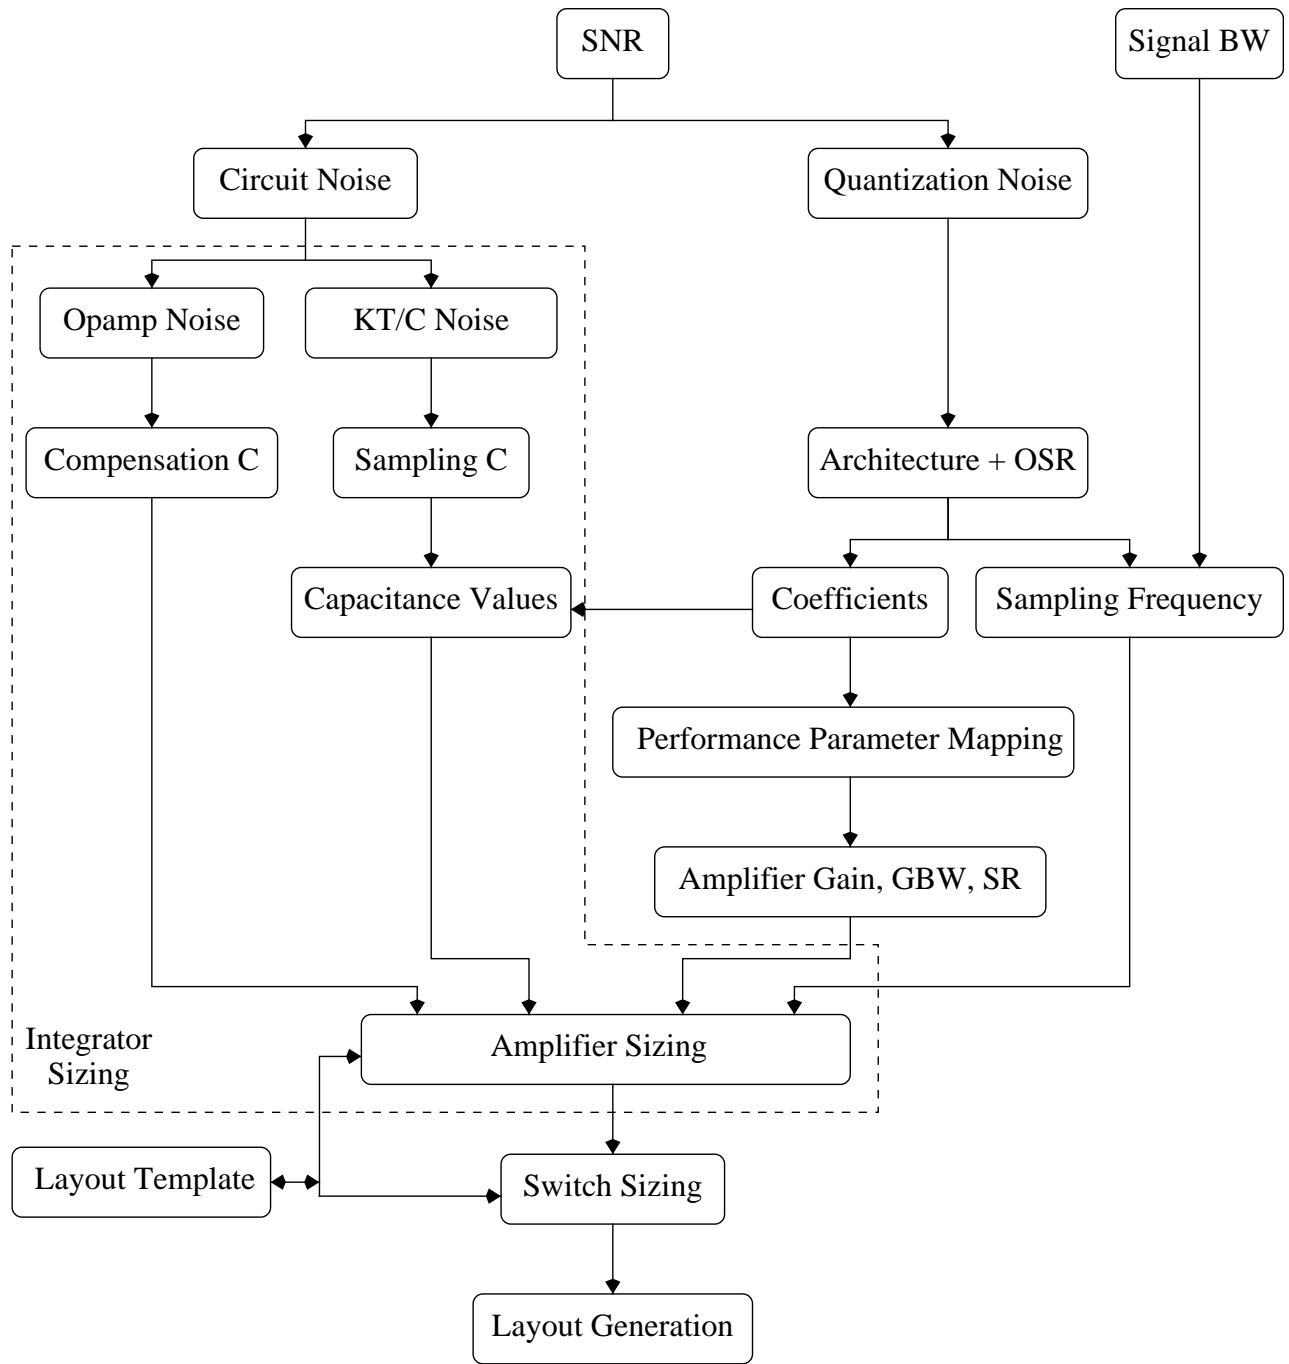 SNR
Signal BW
Circuit Noise
Quantization Noise
Opamp Noise
KT/C Noise
Compensation C
Sampling C
Architecture + OSR
Capacitance Values
Coefficients
Sampling Frequency
Performance Parameter Mapping
Amplifier Gain, GBW, SR
Integrator
Sizing
Amplifier Sizing
Layout Template
Switch Sizing
Layout Generation